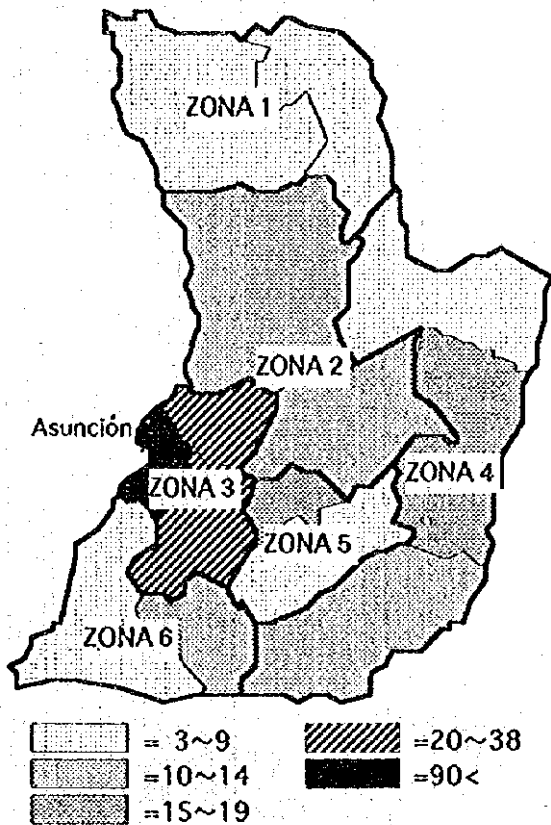 ZONA 1
ZONA 2
Asunción
ZONA 3
ZONA 4
ZONA 5
ZONA 6
= 3~9
=20~38
=10~14
=90<
=15~19